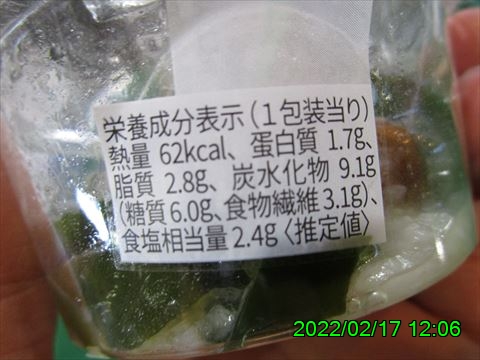 栄養成分表示(1包装当り)
熱量 62kcal、蛋白質 1.7g、
脂質 2.8g、炭水化物 9.1g
(糖質 6.0g、食物繊維 3.1g)、
食塩相当量 2.4g〈推定値〉
2022/02/17 12:06